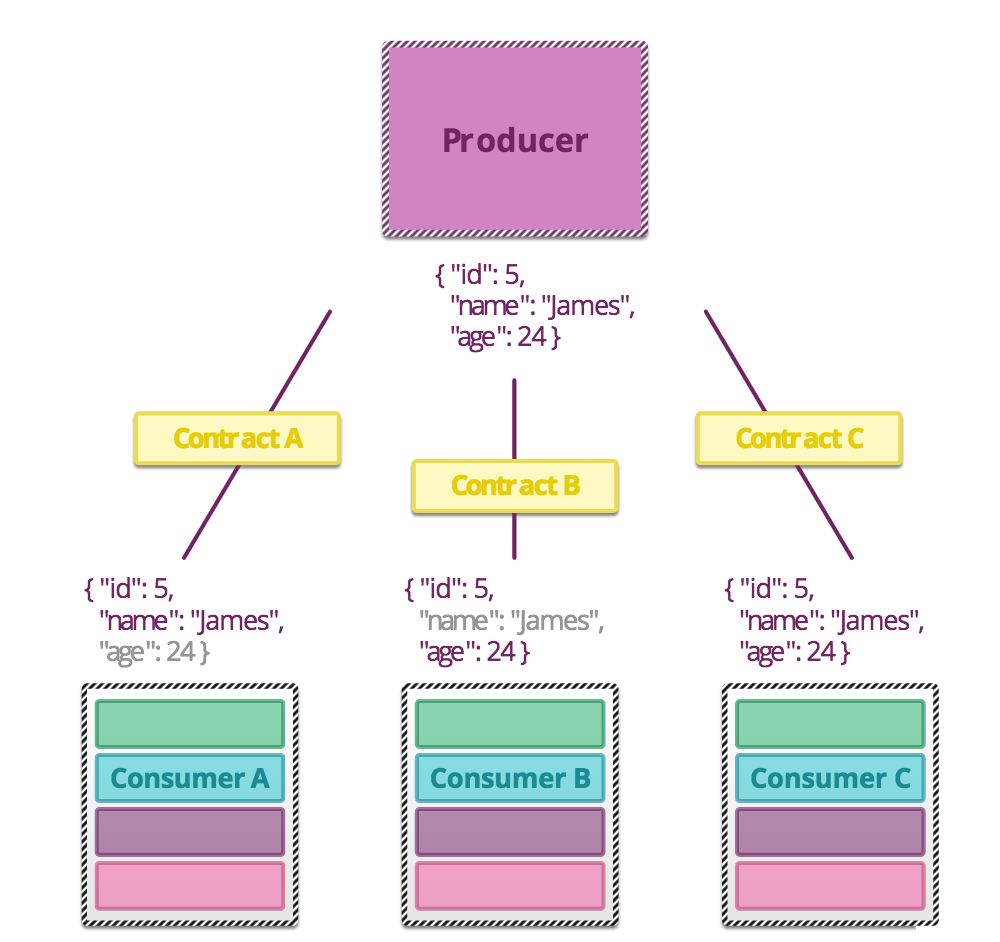 Producer
{ "id": 5,
"name": "James",
"age": 24 }
Contract A
Contract B
Contract C
{ "id": 5,
"name": "James",
"age": 24 }
{ "id": 5,
"name": "James",
"age": 24 }
{ "id": 5,
"name": "James",
"age": 24 }
Consumer A
Consumer B
Consumer C